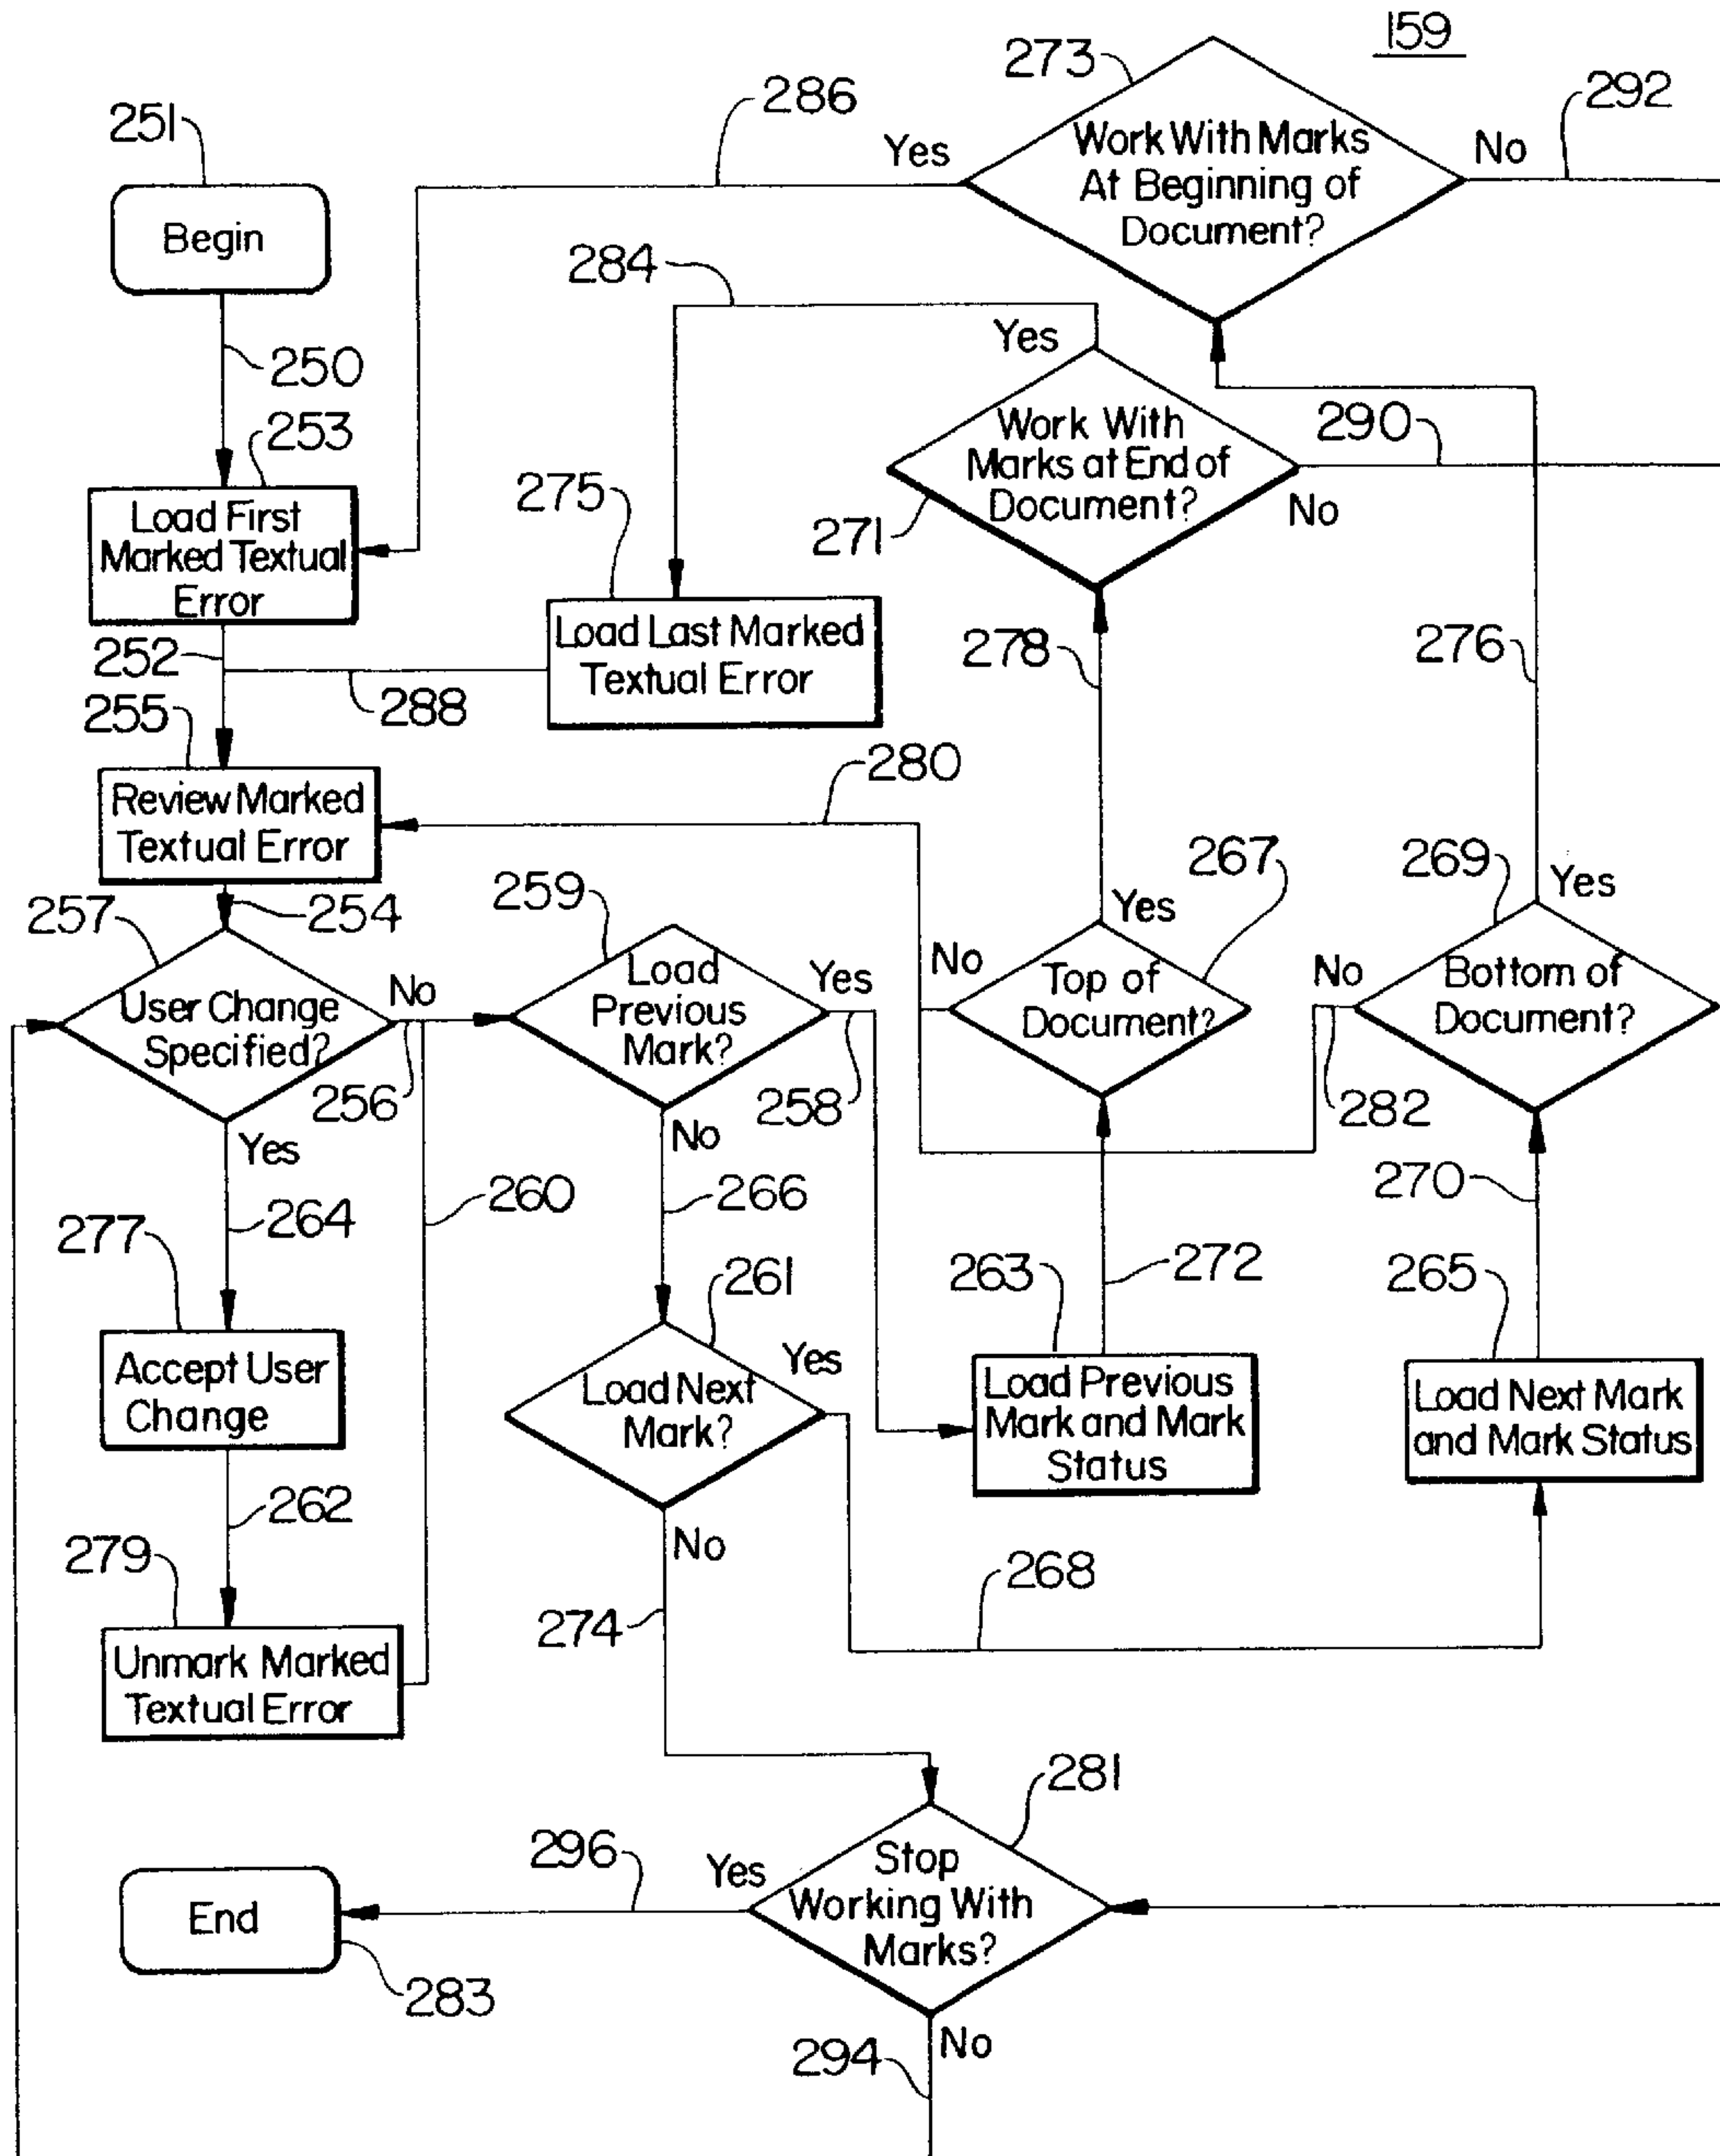 159
273
286
292
251
Work With Marks
At Beginning of
Document?
Yes
No
Begin
284
250
Yes
253
Work With
Marks at End of
Document?
290
No
275
271
Load First
Marked Textual
Error
Load Last Marked
Textual Error
252
288
278
276
255
280
Review Marked
Textual Error
267
269
Yes
Yes
257
254
259
No
Load
Previous
Mark?
Yes
No
Top of
Document?
No
Bottom of
Document?
User Change
Specified?
256
258
282
Yes
No
270
264
260
266
277
261
263
272
265
Accept User
Change
Load Next
Mark?
Yes
Load Previous
Mark and Mark
Status
Load Next Mark
and Mark Status
262
279
No
268
274
Unmark Marked
Textual Error
281
296
Yes
Stop
Working With
Marks?
End
283
No
294